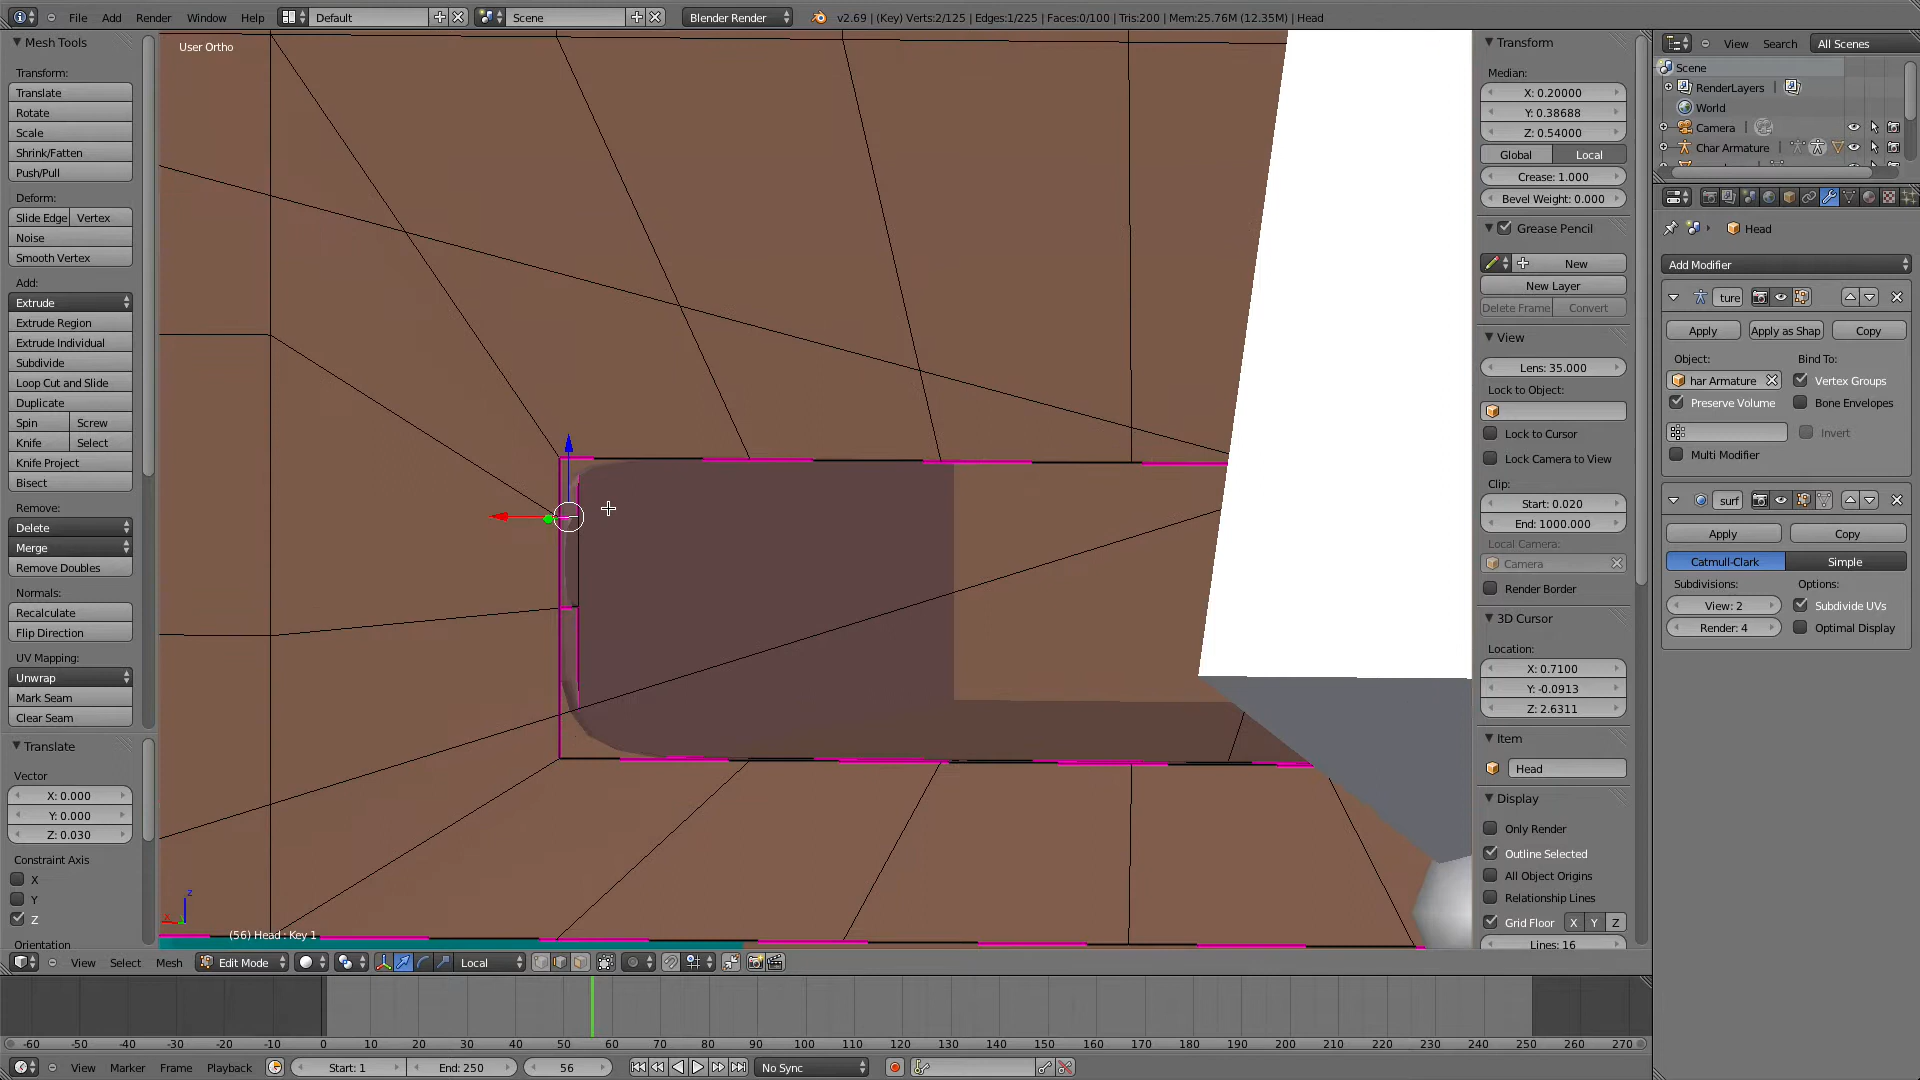 File Add Render Window Help Default Scene Blender Render v2.69 | (Key) Verts:2/125 | Edges:1/225 | Faces:0/100 | Tris:200 | Mem:25.76M (12.35M) | Head
Mesh Tools
Transform:
Translate
Rotate
Scale
Shrink/Fatten
Push/Pull
Deform:
Slide Edge Vertex
Noise
Smooth Vertex
Add:
Extrude
Extrude Region
Extrude Individual
Subdivide
Loop Cut and Slide
Duplicate
Spin Screw
Knife Select
Knife Project
Bisect
Remove:
Delete
Merge
Remove Doubles
Normals:
Recalculate
Flip Direction
UV Mapping:
Unwrap
Mark Seam
Clear Seam
Translate
Vector
X: 0.000
Y: 0.000
Z: 0.030
Constraint Axis
X
Y
Z
Orientation
User Ortho
z
x
(56) Head : Key 1
Transform
Median:
X: 0.20000
Y: 0.38688
Z: 0.54000
Global Local
Crease: 1.000
Bevel Weight: 0.000
Grease Pencil
New
New Layer
Delete Frame Convert
View
Lens: 35.000
Lock to Object:
Lock to Cursor
Lock Camera to View
Clip:
Start: 0.020
End: 1000.000
Local Camera:
Camera
Render Border
3D Cursor
Location:
X: 0.7100
Y: -0.0913
Z: 2.6311
Item
Head
Display
Only Render
Outline Selected
All Object Origins
Relationship Lines
Grid Floor X Y Z
Lines: 16
View Search All Scenes
Scene
RenderLayers |
World
Camera |
Char Armature |
Head
Add Modifier
ture
Apply Apply as Shap Copy
Object: Bind To:
har Armature Vertex Groups
Preserve Volume Bone Envelopes
Invert
Multi Modifier
surf
Apply Copy
Catmull-Clark Simple
Subdivisions: Options:
View: 2 Subdivide UVs
Render: 4 Optimal Display
View Select Mesh Edit Mode Local
-60 -50 -40 -30 -20 -10 0 10 20 30 40 50 60 70 80 90 100 110 120 130 140 150 160 170 180 190 200 210 220 230 240 250 260 270
View Marker Frame Playback Start: 1 End: 250 56 No Sync